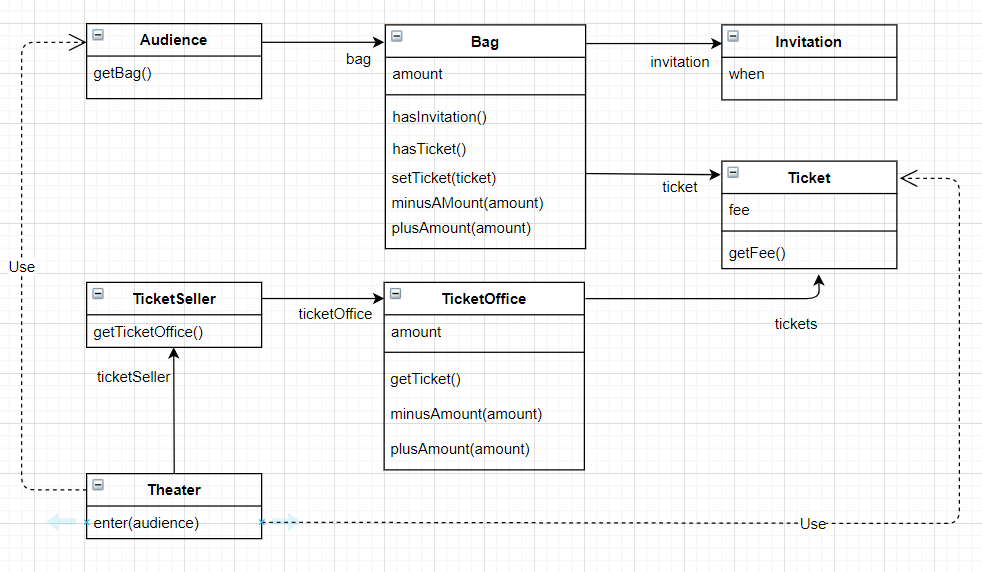 Audience
getBag()
bag
Bag
amount
hasInvitation()
hasTicket()
setTicket(ticket)
minusAMount(amount)
plusAmount(amount)
invitation
Invitation
when
ticket
Ticket
fee
getFee()
Use
TicketSeller
getTicketOffice()
ticketOffice
TicketOffice
amount
getTicket()
minusAmount(amount)
plusAmount(amount)
tickets
ticketSeller
Theater
enter(audience)
Use